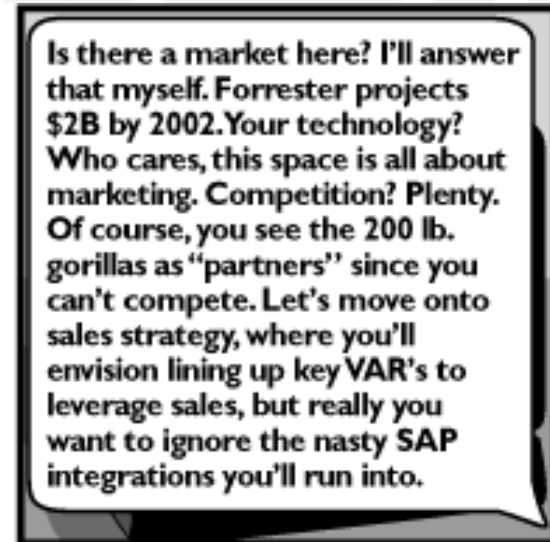 Is there a market here? I'll answer
that myself. Forrester projects
$2B by 2002.Your technology?
Who cares, this space is all about
marketing. Competition? Plenty.
Of course, you see the 200 lb.
gorillas as “partners” since you
can't compete. Let's move onto
sales strategy, where you'll
envision lining up key VAR's to
leverage sales, but really you
want to ignore the nasty SAP
integrations you'll run into.